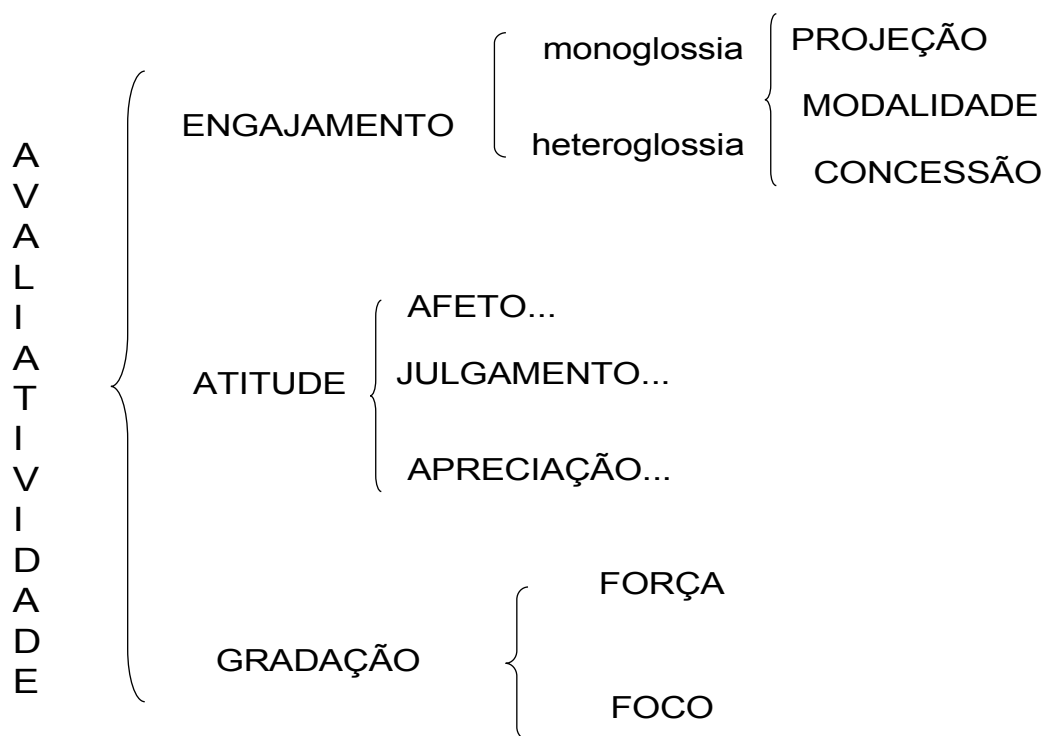 AVALIATIVIDADE
ENGAJAMENTO
monoglossia
heteroglossia
PROJEÇÃO
MODALIDADE
CONCESSÃO
ATITUDE
AFETO...
JULGAMENTO...
APRECIAÇÃO...
GRADAÇÃO
FORÇA
FOCO